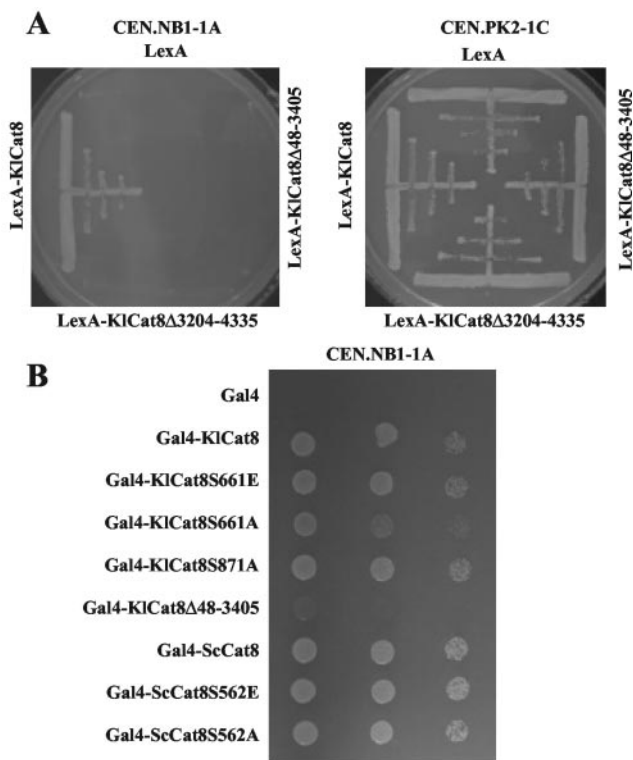 A
CEN.NB1-1A
LexA
LexA-KlCat8
LexA-KlCat8Δ48-3405
LexA-KlCat8Δ3204-4335
CEN.PK2-1C
LexA
LexA-KlCat8
LexA-KlCat8Δ48-3405
LexA-KlCat8Δ3204-4335
B
CEN.NB1-1A
Gal4
Gal4-KlCat8
Gal4-KlCat8S661E
Gal4-KlCat8S661A
Gal4-KlCat8S871A
Gal4-KlCat8Δ48-3405
Gal4-ScCat8
Gal4-ScCat8S562E
Gal4-ScCat8S562A